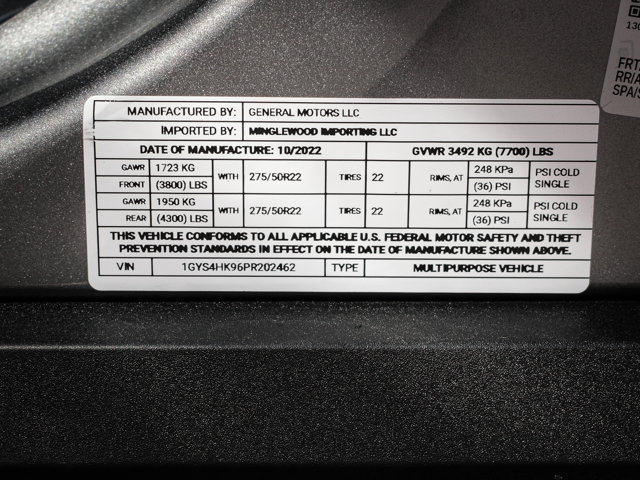 MANUFACTURED BY: GENERAL MOTORS LLC
IMPORTED BY: MINGLEWOOD IMPORTING LLC
DATE OF MANUFACTURE: 10/2022 GVWR 3492 KG (7700) LBS
GAWR 1723 KG WITH 275/50R22 TIRES 22 RIMS, AT 248 KPa PSI COLD
FRONT (3800) LBS (36) PSI SINGLE
GAWR 1950 KG WITH 275/50R22 TIRES 22 RIMS, AT 248 KPa PSI COLD
REAR (4300) LBS (36) PSI SINGLE
THIS VEHICLE CONFORMS TO ALL APPLICABLE U.S. FEDERAL MOTOR SAFETY AND THEFT
PREVENTION STANDARDS IN EFFECT ON THE DATE OF MANUFACTURE SHOWN ABOVE.
VIN 1GYS4HK96PR202462 TYPE MULTIPURPOSE VEHICLE